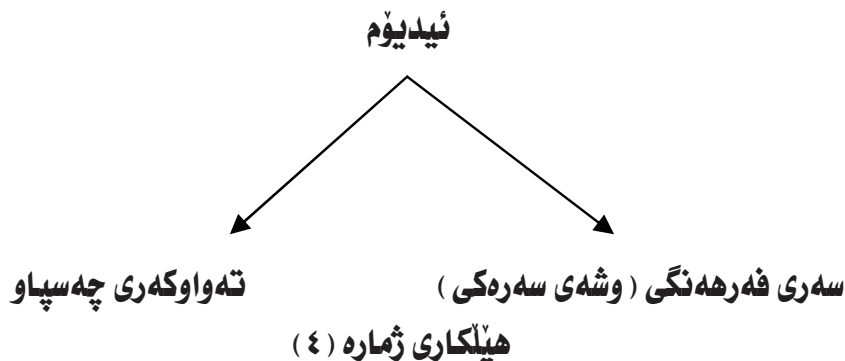 ئیدیۆم
سەری فەرهەنگی ( وشەی سەرەکی ) تەواوکەری چەسپاو
هێڵکاری ژمارە ( ٤ )